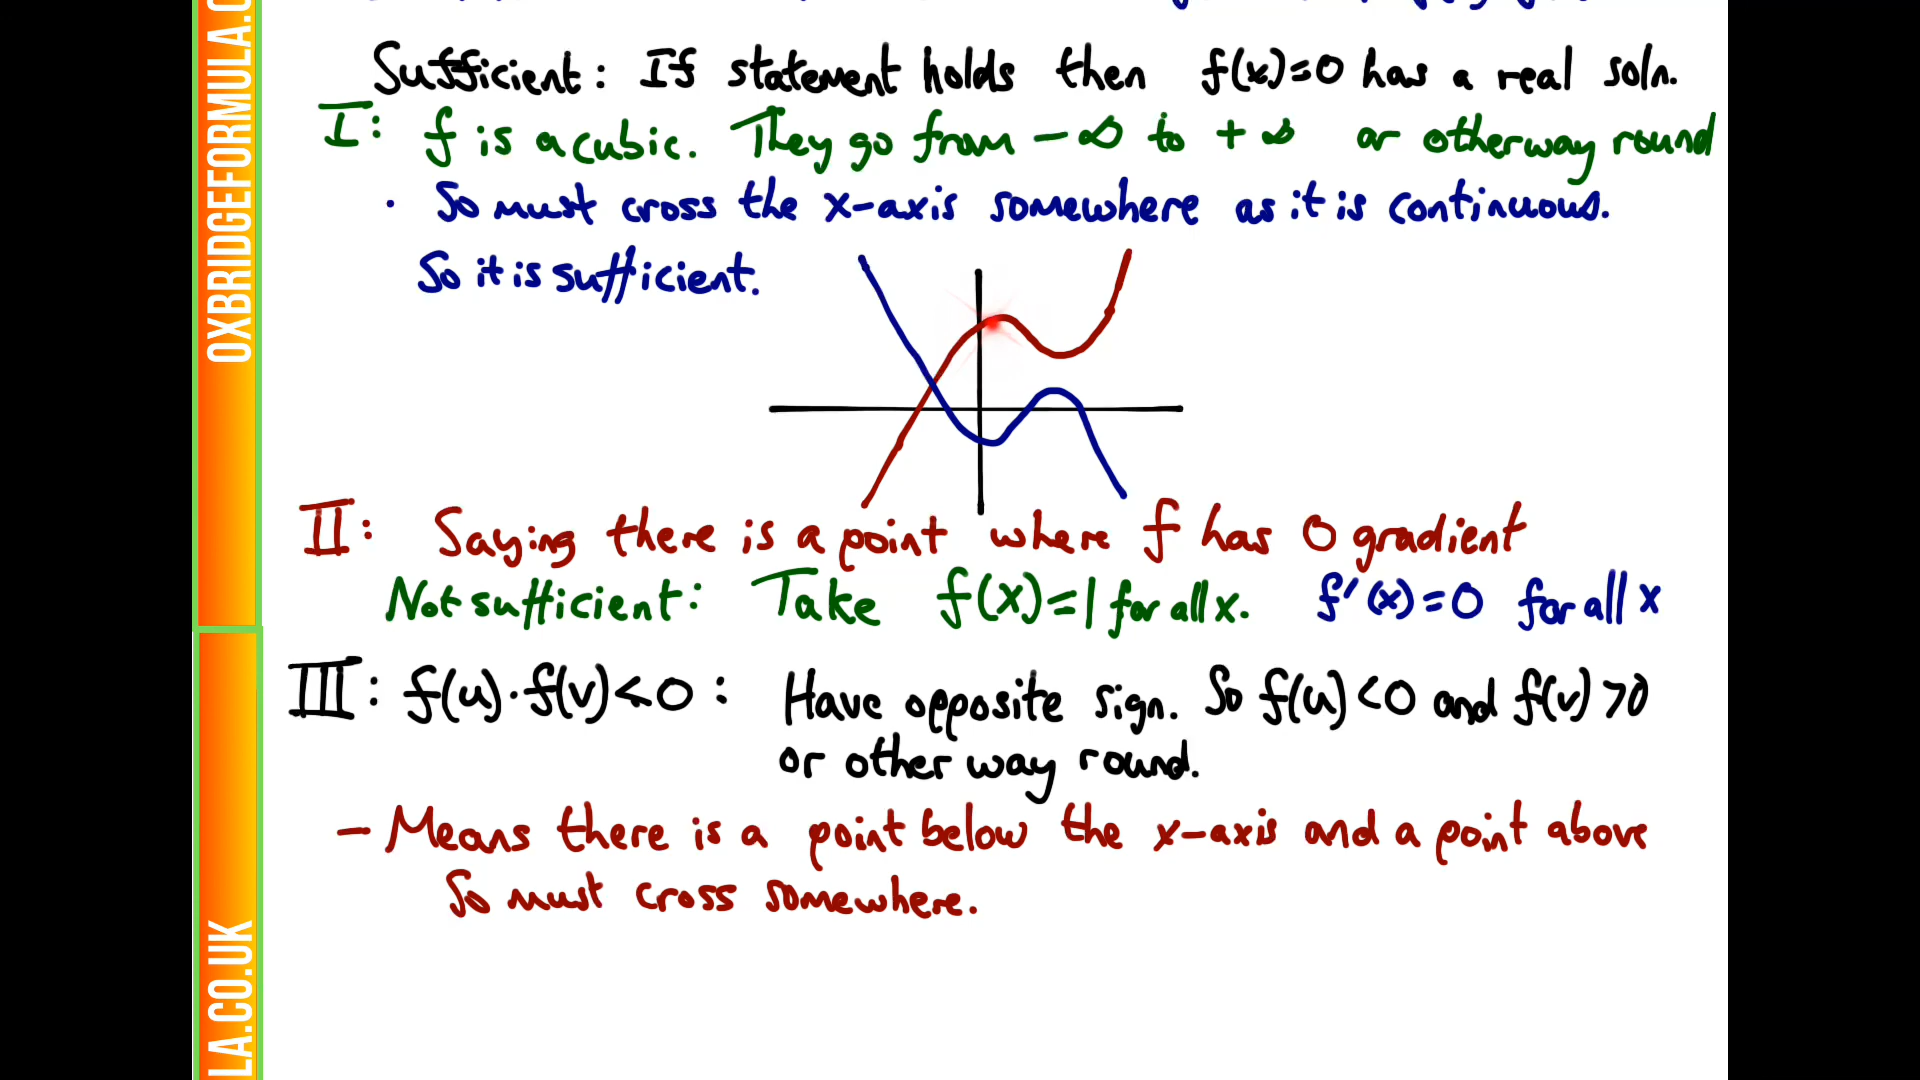 Sufficient: If statement holds then f(x)=0 has a real soln.
I: f is a cubic. They go from -∞ to +∞ or otherway round
· So must cross the x-axis somewhere as it is continuous.
So it is sufficient.
II: Saying there is a point where f has 0 gradient
Not sufficient: Take f(x)=1 for all x. f'(x)=0 for all x
III: f(u)·f(v)<0: Have opposite sign. So f(u)<0 and f(v)>0
or other way round.
- Means there is a point below the x-axis and a point above
So must cross somewhere.
OXBRIDGEFORMULA.C
LA.CO.UK